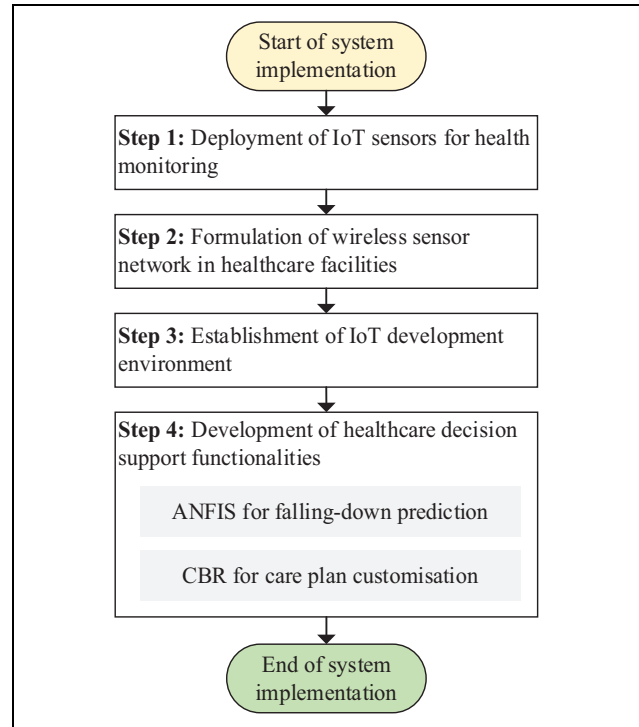 Start of system
implementation
Step 1: Deployment of IoT sensors for health
monitoring
Step 2: Formulation of wireless sensor
network in healthcare facilities
Step 3: Establishment of IoT development
environment
Step 4: Development of healthcare decision
support functionalities
ANFIS for falling-down prediction
CBR for care plan customisation
End of system
implementation